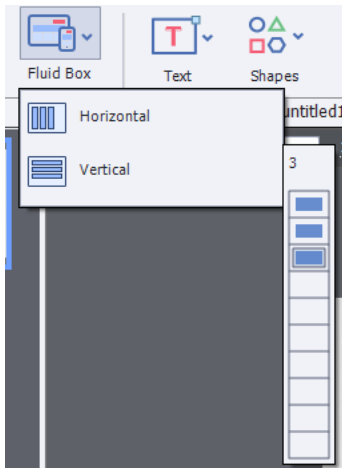 Fluid Box
Text
Shapes
T
Horizontal
untitled1
Vertical
3